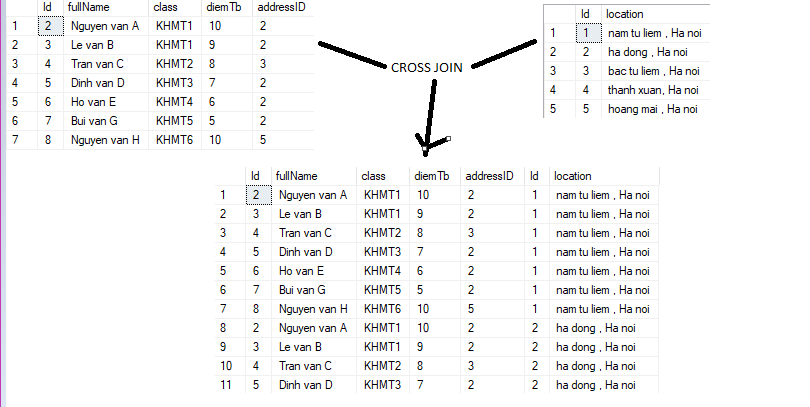 Id fullName class diemTb addressID
1 2 Nguyen van A KHMT1 10 2
2 3 Le van B KHMT1 9 2
3 4 Tran van C KHMT2 8 3
4 5 Dinh van D KHMT3 7 2
5 6 Ho van E KHMT4 6 2
6 7 Bui van G KHMT5 5 2
7 8 Nguyen van H KHMT6 10 5
Id location
1 1 nam tu liem , Ha noi
2 2 ha dong , Ha noi
3 3 bac tu liem , Ha noi
4 4 thanh xuan, Ha noi
5 5 hoang mai , Ha noi
CROSS JOIN
Id fullName class diemTb addressID Id location
1 2 Nguyen van A KHMT1 10 2 1 nam tu liem , Ha noi
2 3 Le van B KHMT1 9 2 1 nam tu liem , Ha noi
3 4 Tran van C KHMT2 8 3 1 nam tu liem , Ha noi
4 5 Dinh van D KHMT3 7 2 1 nam tu liem , Ha noi
5 6 Ho van E KHMT4 6 2 1 nam tu liem , Ha noi
6 7 Bui van G KHMT5 5 2 1 nam tu liem , Ha noi
7 8 Nguyen van H KHMT6 10 5 1 nam tu liem , Ha noi
8 2 Nguyen van A KHMT1 10 2 2 ha dong , Ha noi
9 3 Le van B KHMT1 9 2 2 ha dong , Ha noi
10 4 Tran van C KHMT2 8 3 2 ha dong , Ha noi
11 5 Dinh van D KHMT3 7 2 2 ha dong , Ha noi